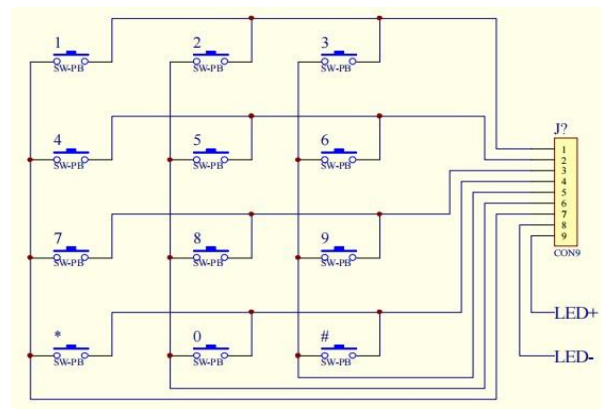 1 2 3
SW-PB SW-PB SW-PB
4 5 6
SW-PB SW-PB SW-PB
7 8 9
SW-PB SW-PB SW-PB
* 0 #
SW-PB SW-PB SW-PB
J?
1
2
3
4
5
6
7
8
9
CON9
LED+
LED-